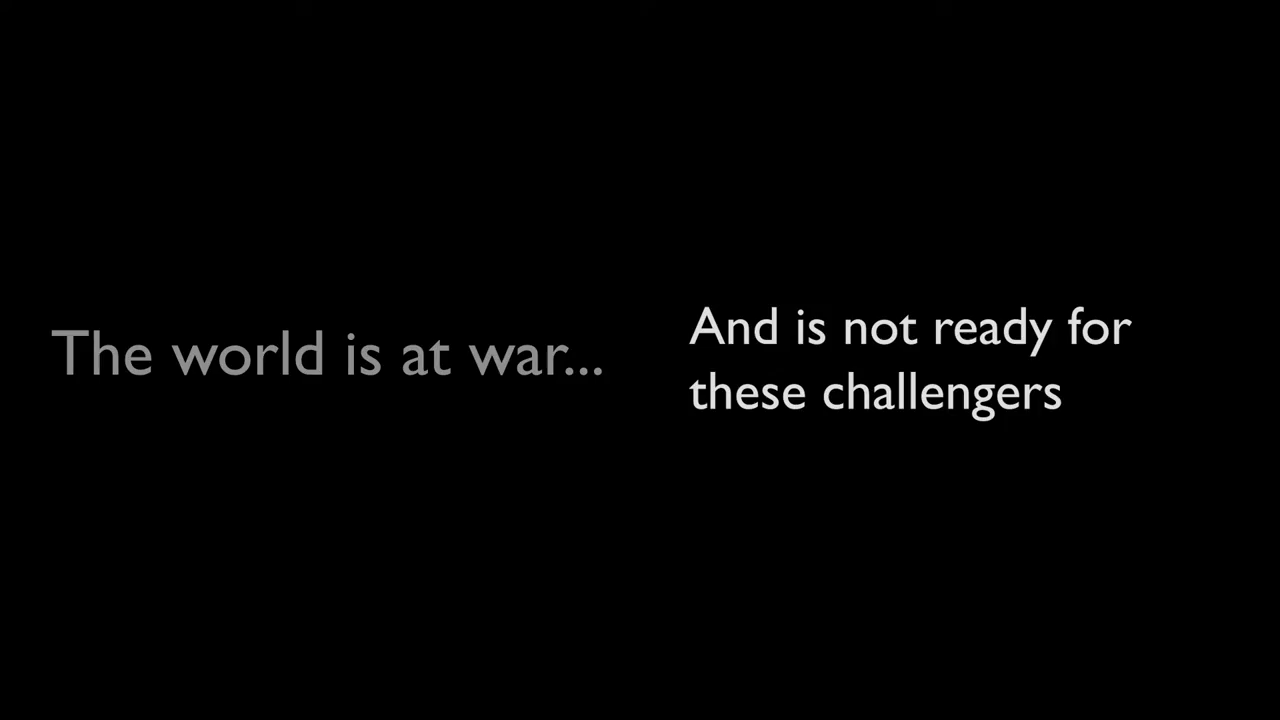 The world is at war...
And is not ready for
these challengers